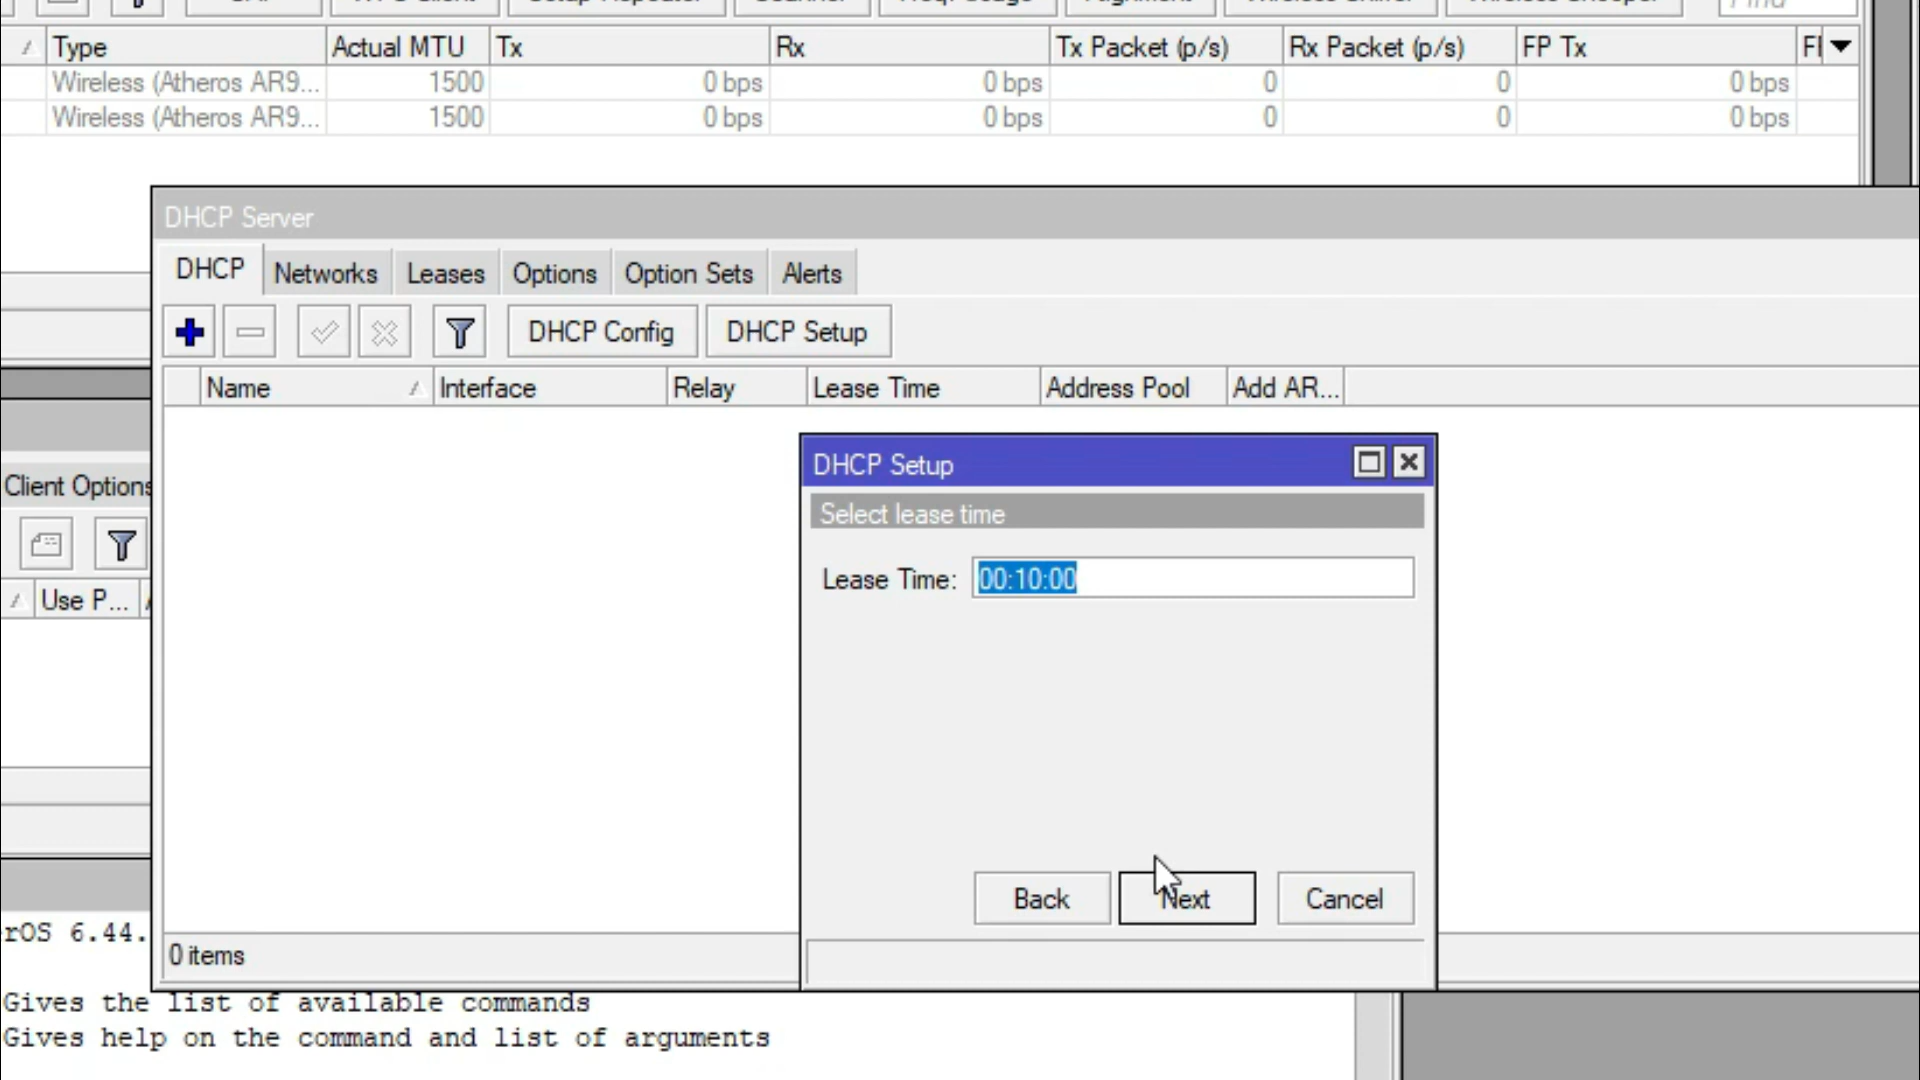 Type Actual MTU Tx Rx Tx Packet (p/s) Rx Packet (p/s) FP Tx
Wireless (Atheros AR9... 1500 0 bps 0 bps 0 0 0 bps
Wireless (Atheros AR9... 1500 0 bps 0 bps 0 0 0 bps
DHCP Server
DHCP Networks Leases Options Option Sets Alerts
DHCP Config DHCP Setup
Name Interface Relay Lease Time Address Pool Add AR...
DHCP Setup
Client Options
Select lease time
Lease Time: 00:10:00
Use P...
Back Next Cancel
rOS 6.44.
0 items
Gives the list of available commands
Gives help on the command and list of arguments